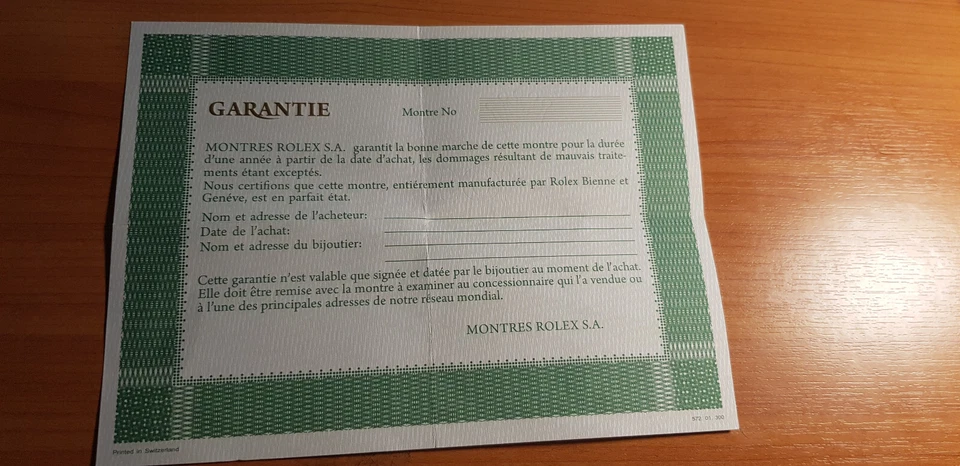 GARANTIE
Montre No
MONTRES ROLEX S.A. garantit la bonne marche de cette montre pour la durée
d'une année à partir de la date d'achat, les dommages résultant de mauvais traite-
ments étant exceptés.
Nous certifions que cette montre, entiérement manufacturée par Rolex Bienne et
Genéve, est en parfait état.
Nom et adresse de l'acheteur:
Date de l'achat:
Nom et adresse du bijoutier:
Cette garantie n'est valable que signée et datée par le bijoutier au moment de l'achat.
Elle doit être remise avec la montre à examiner au concessionnaire qui l'a vendue ou
à l'une des principales adresses de notre réseau mondial.
MONTRES ROLEX S.A.
Printed in Switzerland
572. 01. 300